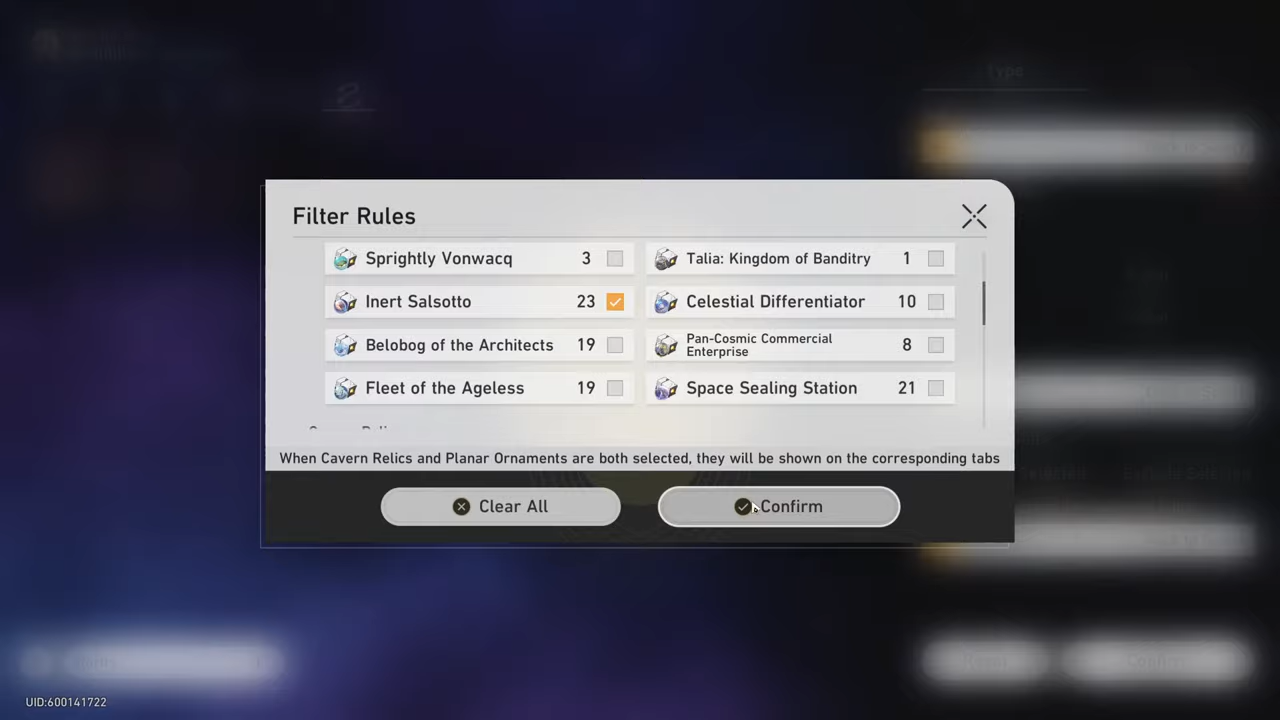 Filter Rules
Sprightly Vonwacq 3
Talia: Kingdom of Banditry 1
Inert Salsotto 23
Celestial Differentiator 10
Belobog of the Architects 19
Pan-Cosmic Commercial
Enterprise 8
Fleet of the Ageless 19
Space Sealing Station 21
When Cavern Relics and Planar Ornaments are both selected, they will be shown on the corresponding tabs
Clear All
Confirm
Type
UID:600141722